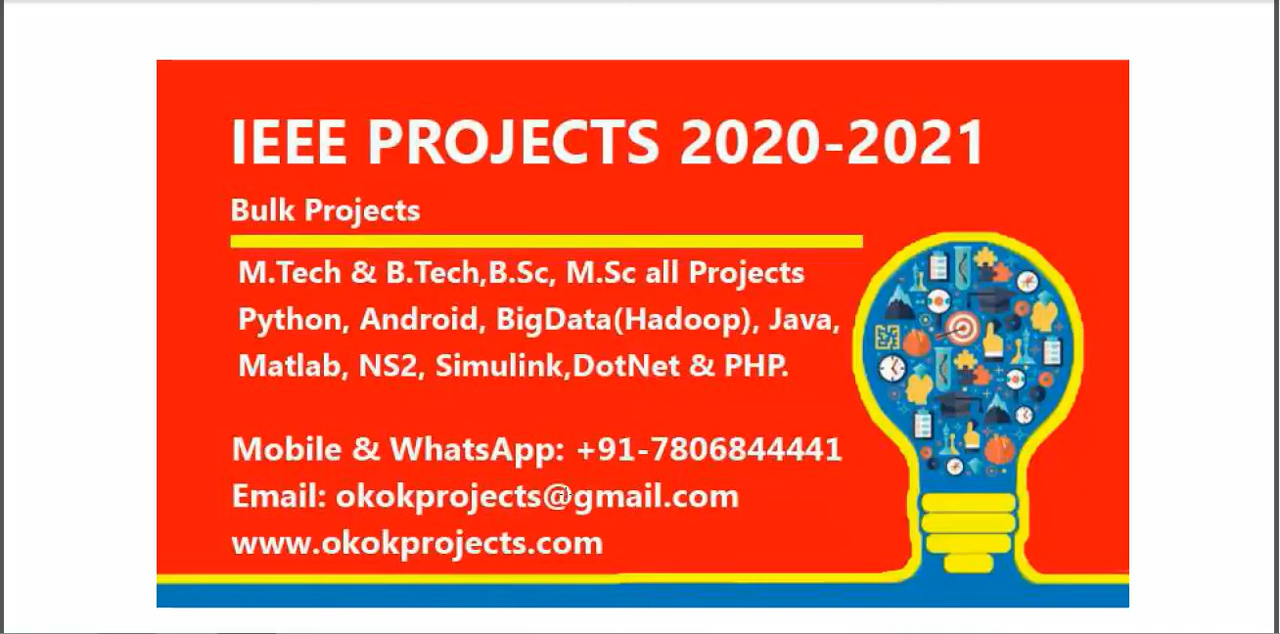 IEEE PROJECTS 2020-2021
Bulk Projects
M.Tech & B.Tech,B.Sc, M.Sc all Projects
Python, Android, BigData(Hadoop), Java,
Matlab, NS2, Simulink,DotNet & PHP.
Mobile & WhatsApp: +91-7806844441
Email: okokprojects@gmail.com
www.okokprojects.com